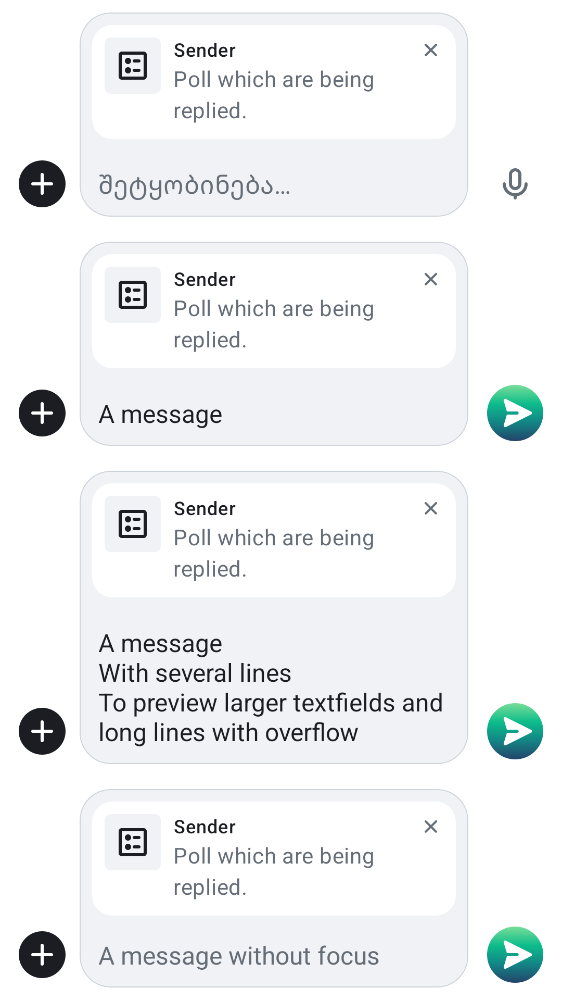 Sender
Poll which are being
replied.
შეტყობინება…
Sender
Poll which are being
replied.
A message
Sender
Poll which are being
replied.
A message
With several lines
To preview larger textfields and
long lines with overflow
Sender
Poll which are being
replied.
A message without focus